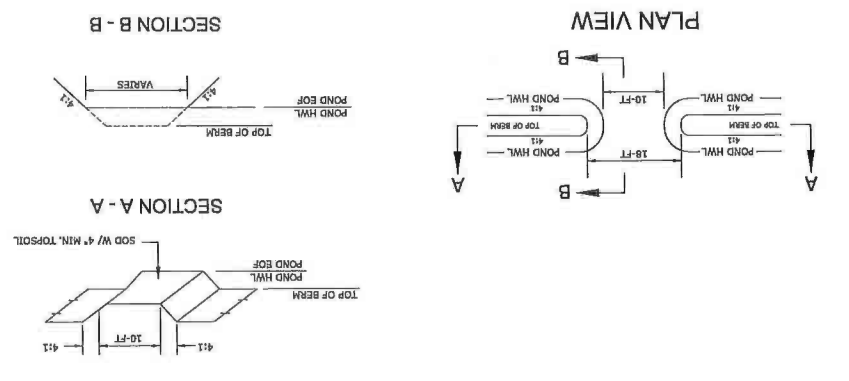 4:1
10-FT
4:1
TOP OF BERM
POND HWL
POND EOF
SOD W/ 4" MIN. TOPSOIL
SECTION A - A
A
A
B
18-FT
POND HWL
POND HWL
4:1
4:1
TOP OF BERM
TOP OF BERM
4:1
4:1
POND HWL
POND HWL
10-FT
B
PLAN VIEW
TOP OF BERM
POND HWL
POND EOF
4:1
VARIES
4:1
SECTION B - B